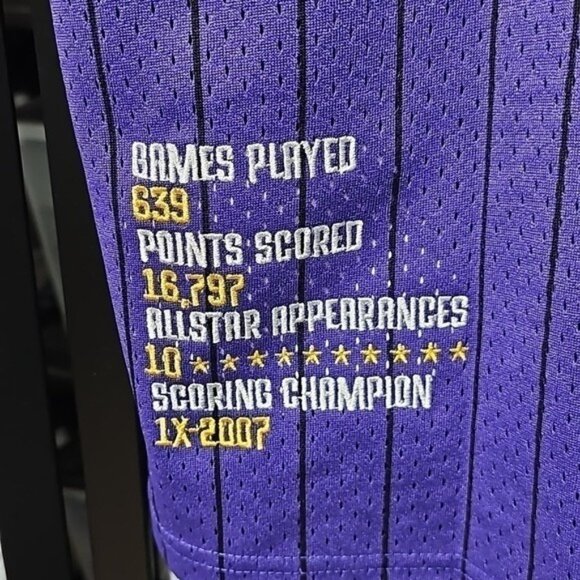 GAMES PLAYED
639
POINTS SCORED
16,797
ALLSTAR APPEARANCES
10 ★★★★★★★★★★
SCORING CHAMPION
1X-2007